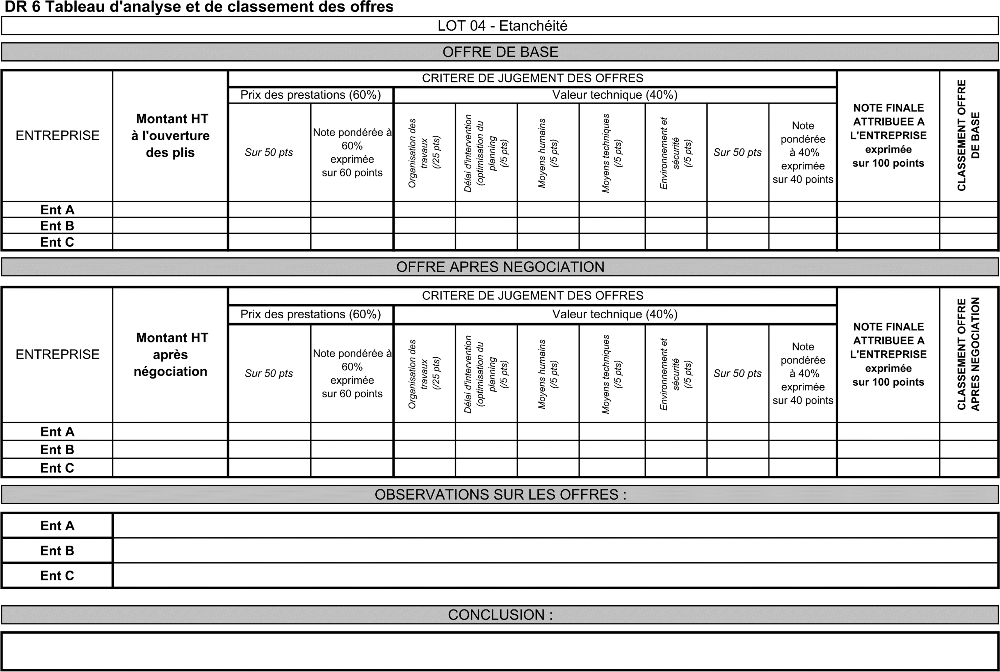 DR 6 Tableau d'analyse et de classement des offres
LOT 04 - Etanchéité
OFFRE DE BASE
ENTREPRISE
Montant HT
à l'ouverture
des plis
CRITERE DE JUGEMENT DES OFFRES
Prix des prestations (60%)
Valeur technique (40%)
Sur 50 pts
Note pondérée à
60%
exprimée
sur 60 points
Organisation des
travaux
(/25 pts)
Délai d'intervention
(optimisation du
planning
(/5 pts)
Moyens humains
(/5 pts)
Moyens techniques
(/5 pts)
Environnement et
sécurité
(/5 pts)
Sur 50 pts
Note
pondérée
à 40%
exprimée
sur 40 points
NOTE FINALE
ATTRIBUEE A
L'ENTREPRISE
exprimée
sur 100 points
CLASSEMENT OFFRE
DE BASE
Ent A
Ent B
Ent C
OFFRE APRES NEGOCIATION
ENTREPRISE
Montant HT
après
négociation
CRITERE DE JUGEMENT DES OFFRES
Prix des prestations (60%)
Valeur technique (40%)
Sur 50 pts
Note pondérée à
60%
exprimée
sur 60 points
Organisation des
travaux
(/25 pts)
Délai d'intervention
(optimisation du
planning
(/5 pts)
Moyens humains
(/5 pts)
Moyens techniques
(/5 pts)
Environnement et
sécurité
(/5 pts)
Sur 50 pts
Note
pondérée
à 40%
exprimée
sur 40 points
NOTE FINALE
ATTRIBUEE A
L'ENTREPRISE
exprimée
sur 100 points
CLASSEMENT OFFRE
APRES NEGOCIATION
Ent A
Ent B
Ent C
OBSERVATIONS SUR LES OFFRES :
Ent A
Ent B
Ent C
CONCLUSION :